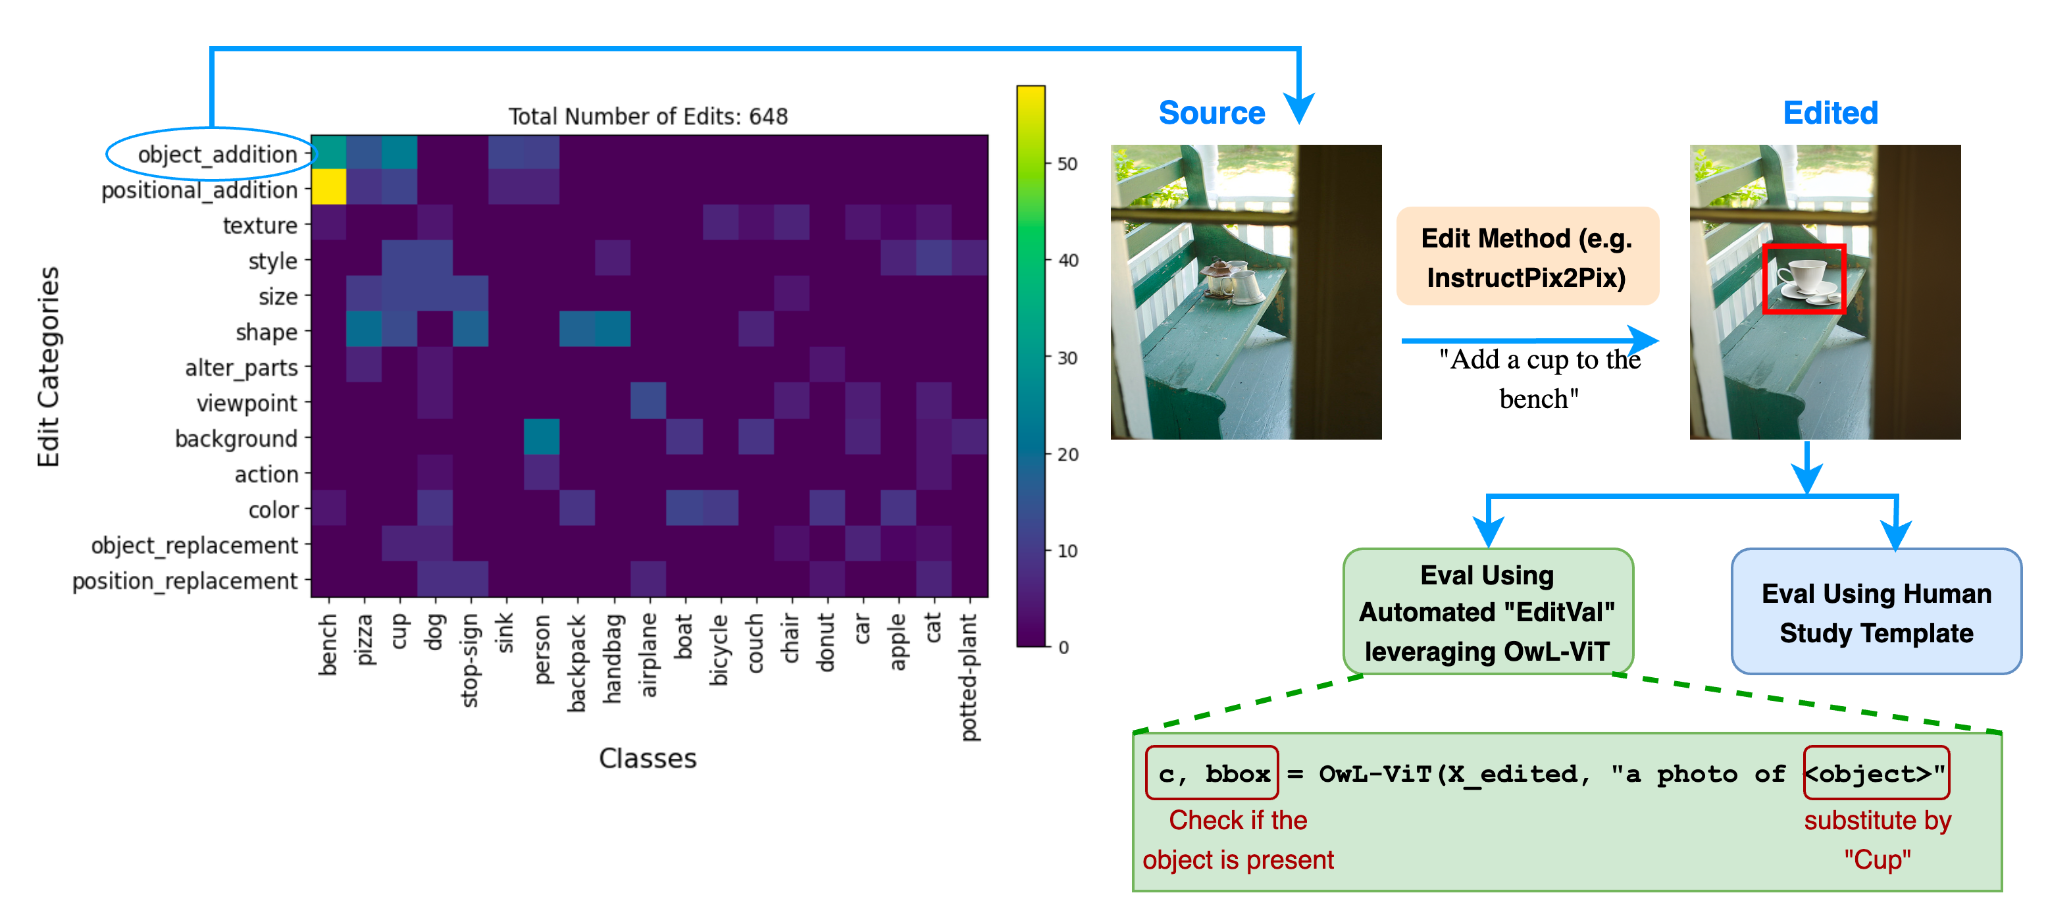 Total Number of Edits: 648
Edit Categories
object_addition
positional_addition
texture
style
size
shape
alter_parts
viewpoint
background
action
color
object_replacement
position_replacement
bench
pizza
cup
dog
stop-sign
sink
person
backpack
handbag
airplane
boat
bicycle
couch
chair
donut
car
apple
cat
potted-plant
Classes
50
40
30
20
10
0
Source
Edited
Edit Method (e.g.
InstructPix2Pix)
"Add a cup to the
bench"
Eval Using
Automated "EditVal"
leveraging OwL-ViT
Eval Using Human
Study Template
c, bbox = OwL-ViT(X_edited, "a photo of <object>"
Check if the
object is present
substitute by
"Cup"